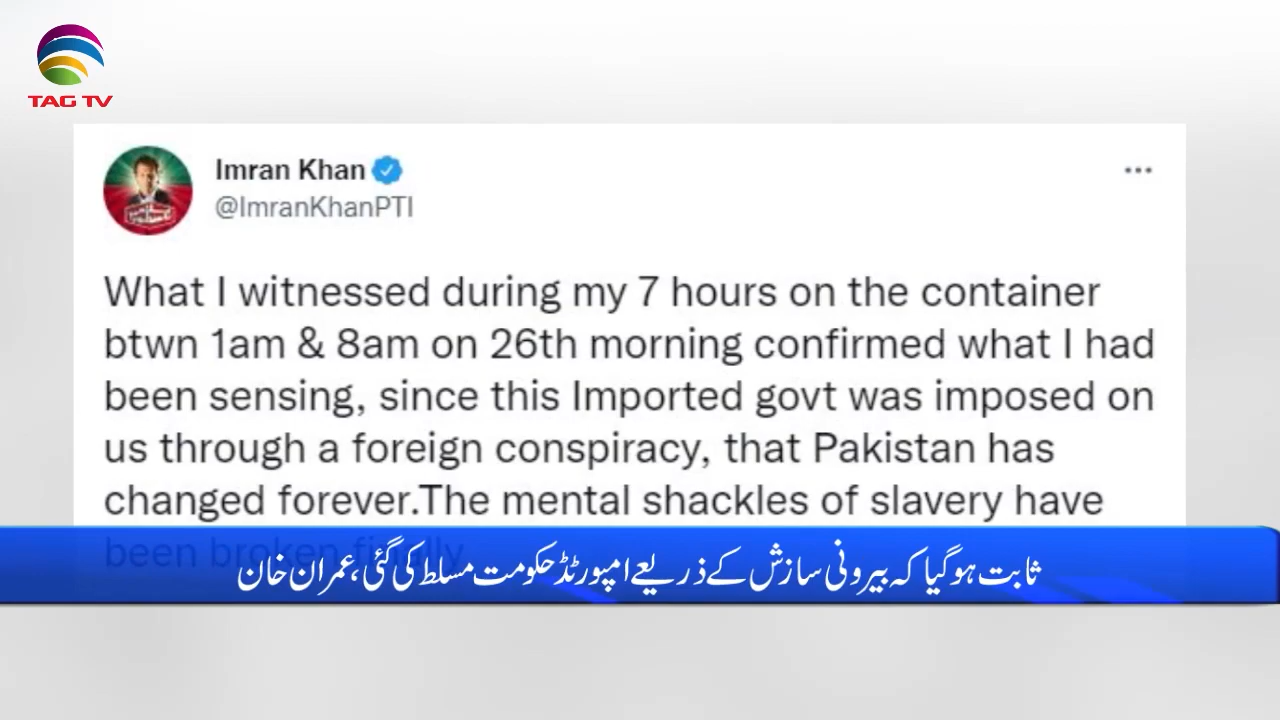 TAG TV
Imran Khan
@ImranKhanPTI
What I witnessed during my 7 hours on the container
btwn 1am & 8am on 26th morning confirmed what I had
been sensing, since this Imported govt was imposed on
us through a foreign conspiracy, that Pakistan has
changed forever.The mental shackles of slavery have
been broken finally.
ثابت ہوگیا کہ بیرونی سازش کے ذریعے امپورٹڈ حکومت مسلط کی گئی، عمران خان